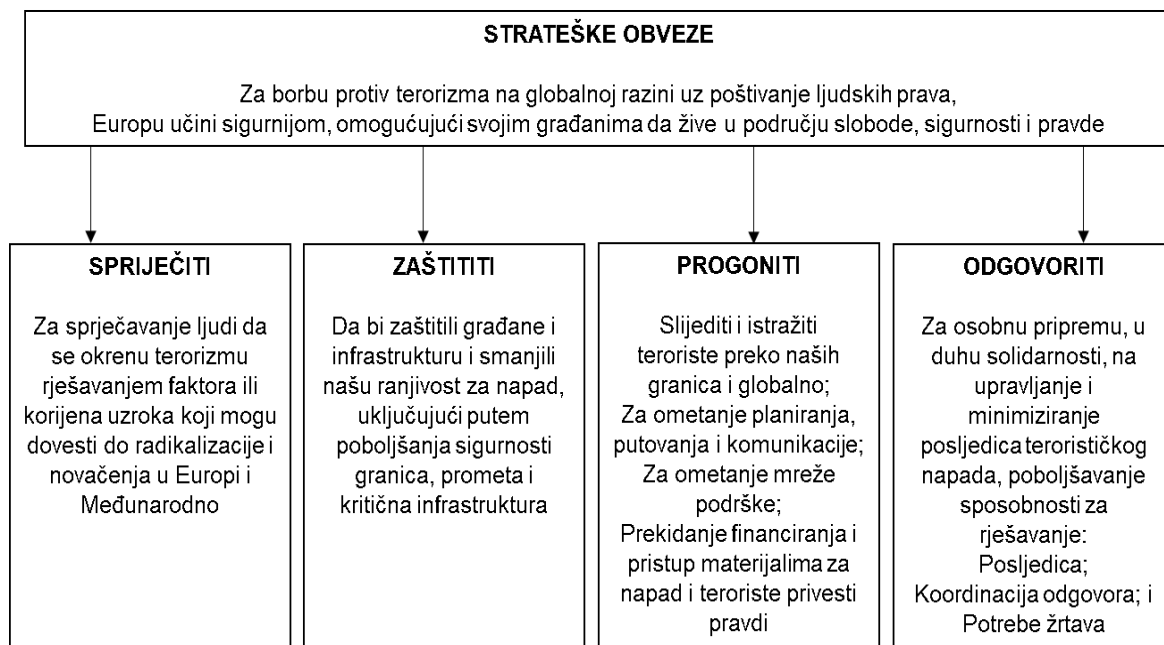 STRATEŠKE OBVEZE
Za borbu protiv terorizma na globalnoj razini uz poštivanje ljudskih prava,
Europu učini sigurnijom, omogućujući svojim građanima da žive u području slobode, sigurnosti i pravde
SPRIJEČITI
Za sprječavanje ljudi da
se okrenu terorizmu
rješavanjem faktora ili
korijena uzroka koji mogu
dovesti do radikalizacije i
novačenja u Europi i
Međunarodno
ZAŠTITITI
Da bi zaštitili građane i
infrastrukturu i smanjili
našu ranjivost za napad,
uključujući putem
poboljšanja sigurnosti
granica, prometa i
kritična infrastruktura
PROGONITI
Slijediti i istražiti
teroriste preko naših
granica i globalno;
Za ometanje planiranja,
putovanja i komunikacije;
Za ometanje mreže
podrške;
Prekidanje financiranja i
pristup materijalima za
napad i teroriste privesti
pravdi
ODGOVORITI
Za osobnu pripremu, u
duhu solidarnosti, na
upravljanje i
minimiziranje
posljedica terorističkog
napada, poboljšavanje
sposobnosti za
rješavanje:
Posljedica;
Koordinacija odgovora; i
Potrebe žrtava